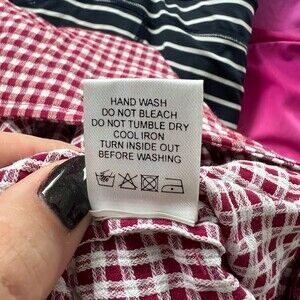 HAND WASH
DO NOT BLEACH
DO NOT TUMBLE DRY
COOL IRON
TURN INSIDE OUT
BEFORE WASHING